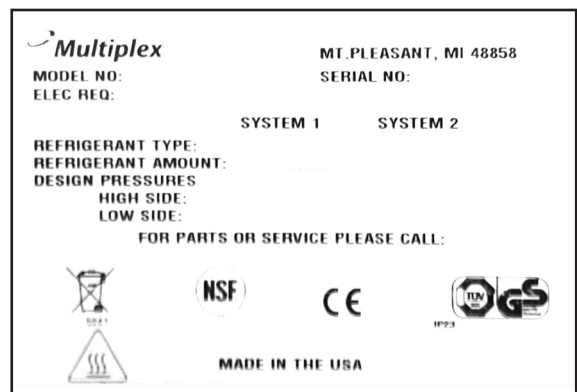 Multiplex
MT.PLEASANT, MI 48858
MODEL NO:
SERIAL NO:
ELEC REQ:
SYSTEM 1 SYSTEM 2
REFRIGERANT TYPE:
REFRIGERANT AMOUNT:
DESIGN PRESSURES
HIGH SIDE:
LOW SIDE:
FOR PARTS OR SERVICE PLEASE CALL:
NSF
CE
TUV
GS
IP23
MADE IN THE USA